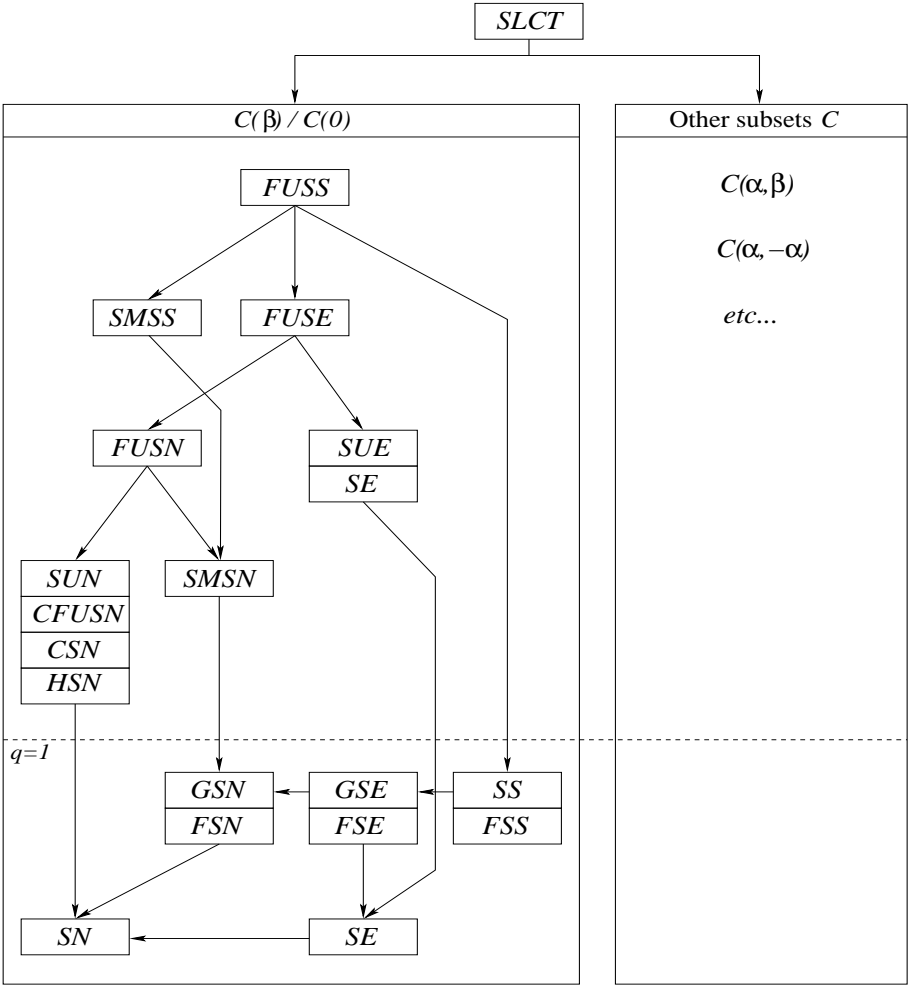 SLCT
C(β) / C(0)
Other subsets C
FUSS
C(α,β)
C(α,−α)
SMSS
FUSE
etc...
FUSN
SUE
SE
SUN
SMSN
CFUSN
CSN
HSN
q=1
GSN
GSE
SS
FSN
FSE
FSS
SN
SE